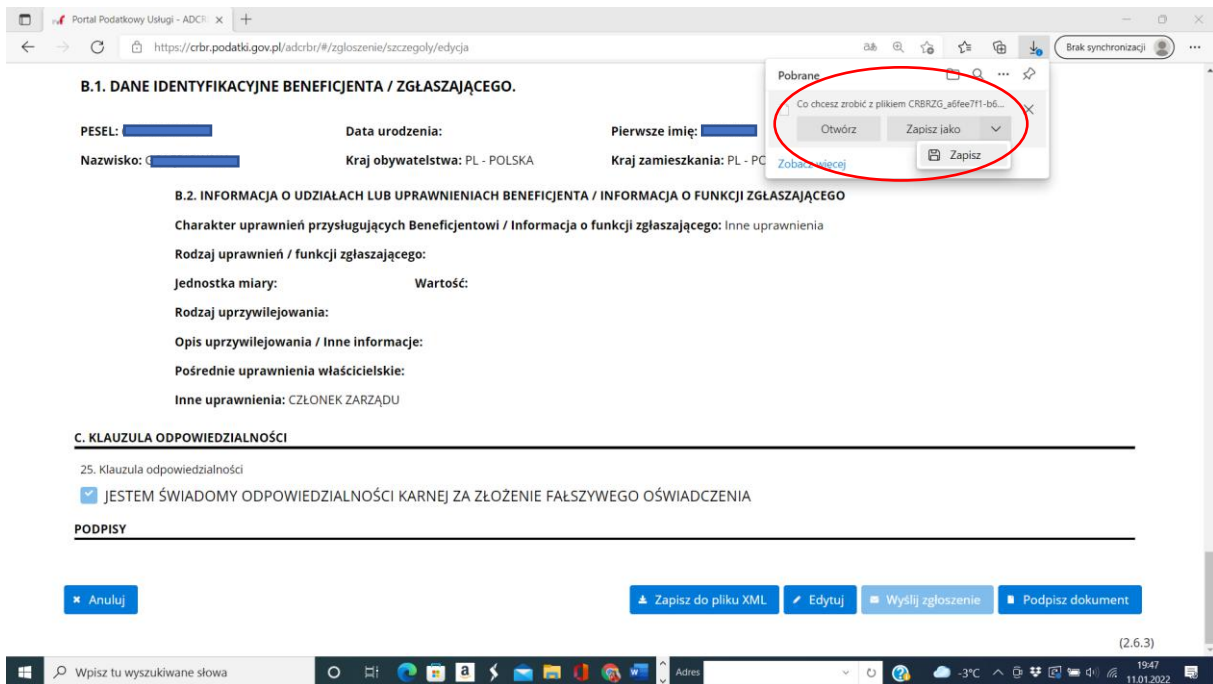 Portal Podatkowy Usługi - ADCR
https://crbr.podatki.gov.pl/adcrbr/#/zgloszenie/szczegoly/edycja
Brak synchronizacji
Pobrane
Co chcesz zrobić z plikiem CRBRZG_a6fee7f1-b6...
Otwórz Zapisz jako
Zapisz
Zobacz więcej
B.1. DANE IDENTYFIKACYJNE BENEFICJENTA / ZGŁASZAJĄCEGO.
PESEL: Data urodzenia: Pierwsze imię:
Nazwisko: Kraj obywatelstwa: PL - POLSKA Kraj zamieszkania: PL - PO
B.2. INFORMACJA O UDZIAŁACH LUB UPRAWNIENIACH BENEFICJENTA / INFORMACJA O FUNKCJI ZGŁASZAJĄCEGO
Charakter uprawnień przysługujących Beneficjentowi / Informacja o funkcji zgłaszającego: Inne uprawnienia
Rodzaj uprawnień / funkcji zgłaszającego:
Jednostka miary: Wartość:
Rodzaj uprzywilejowania:
Opis uprzywilejowania / Inne informacje:
Pośrednie uprawnienia właścicielskie:
Inne uprawnienia: CZŁONEK ZARZĄDU
C. KLAUZULA ODPOWIEDZIALNOŚCI
25. Klauzula odpowiedzialności
JESTEM ŚWIADOMY ODPOWIEDZIALNOŚCI KARNEJ ZA ZŁOŻENIE FAŁSZYWEGO OŚWIADCZENIA
PODPISY
Anuluj Zapisz do pliku XML Edytuj Wyślij zgłoszenie Podpisz dokument
(2.6.3)
Wpisz tu wyszukiwane słowa Adres -3°C 19:47
11.01.2022